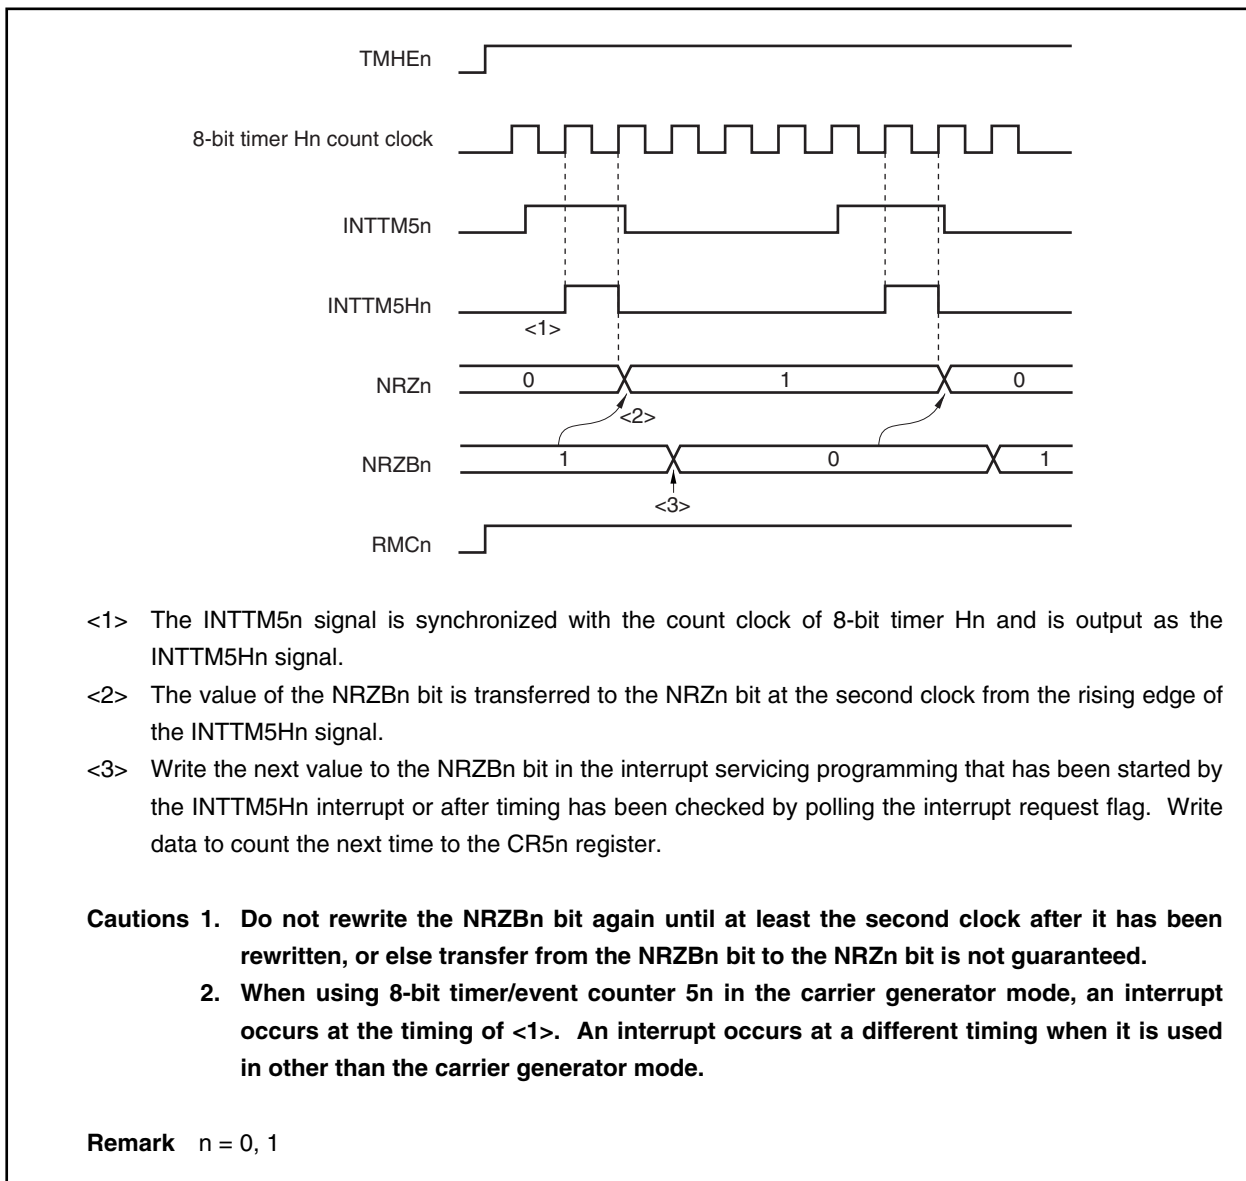 TMHEn
8-bit timer Hn count clock
INTTM5n
INTTM5Hn
<1>
NRZn 0 1 0
<2>
NRZBn 1 0 1
<3>
RMCn
<1> The INTTM5n signal is synchronized with the count clock of 8-bit timer Hn and is output as the
INTTM5Hn signal.
<2> The value of the NRZBn bit is transferred to the NRZn bit at the second clock from the rising edge of
the INTTM5Hn signal.
<3> Write the next value to the NRZBn bit in the interrupt servicing programming that has been started by
the INTTM5Hn interrupt or after timing has been checked by polling the interrupt request flag. Write
data to count the next time to the CR5n register.
Cautions 1. Do not rewrite the NRZBn bit again until at least the second clock after it has been
rewritten, or else transfer from the NRZBn bit to the NRZn bit is not guaranteed.
2. When using 8-bit timer/event counter 5n in the carrier generator mode, an interrupt
occurs at the timing of <1>. An interrupt occurs at a different timing when it is used
in other than the carrier generator mode.
Remark n = 0, 1